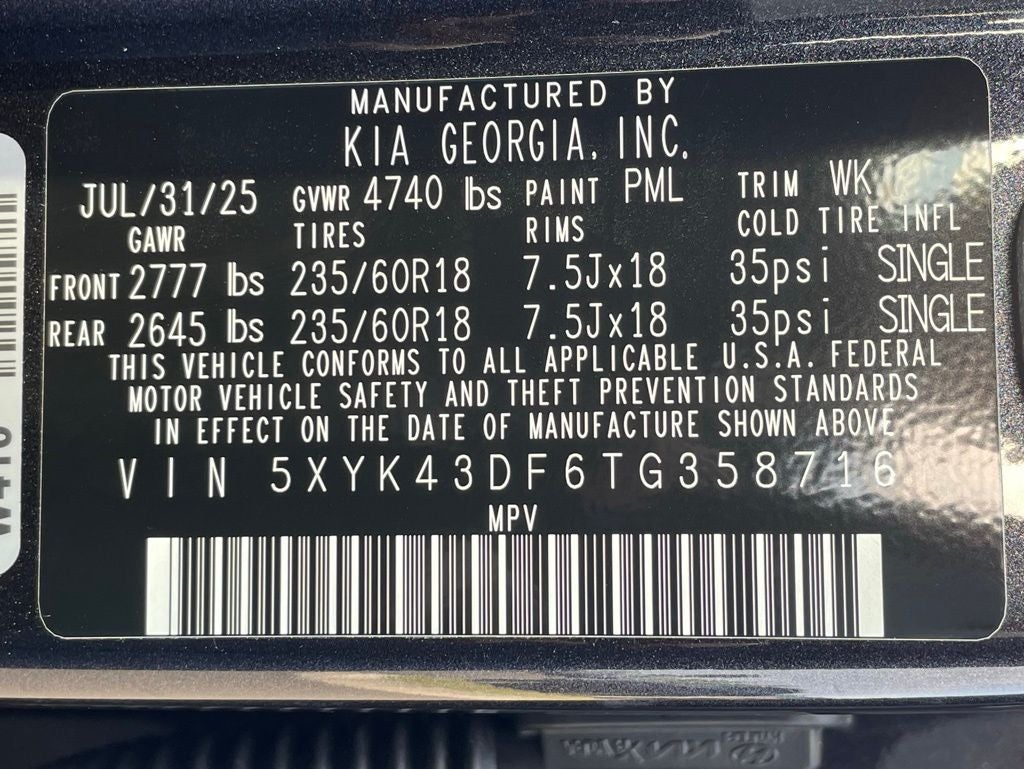 MANUFACTURED BY
KIA GEORGIA, INC.
JUL/31/25 GVWR 4740 lbs PAINT PML TRIM WK
GAWR TIRES RIMS COLD TIRE INFL
FRONT 2777 lbs 235/60R18 7.5Jx18 35psi SINGLE
REAR 2645 lbs 235/60R18 7.5Jx18 35psi SINGLE
THIS VEHICLE CONFORMS TO ALL APPLICABLE U.S.A. FEDERAL
MOTOR VEHICLE SAFETY AND THEFT PREVENTION STANDARDS
IN EFFECT ON THE DATE OF MANUFACTURE SHOWN ABOVE
VIN 5XYK43DF6TG358716
MPV